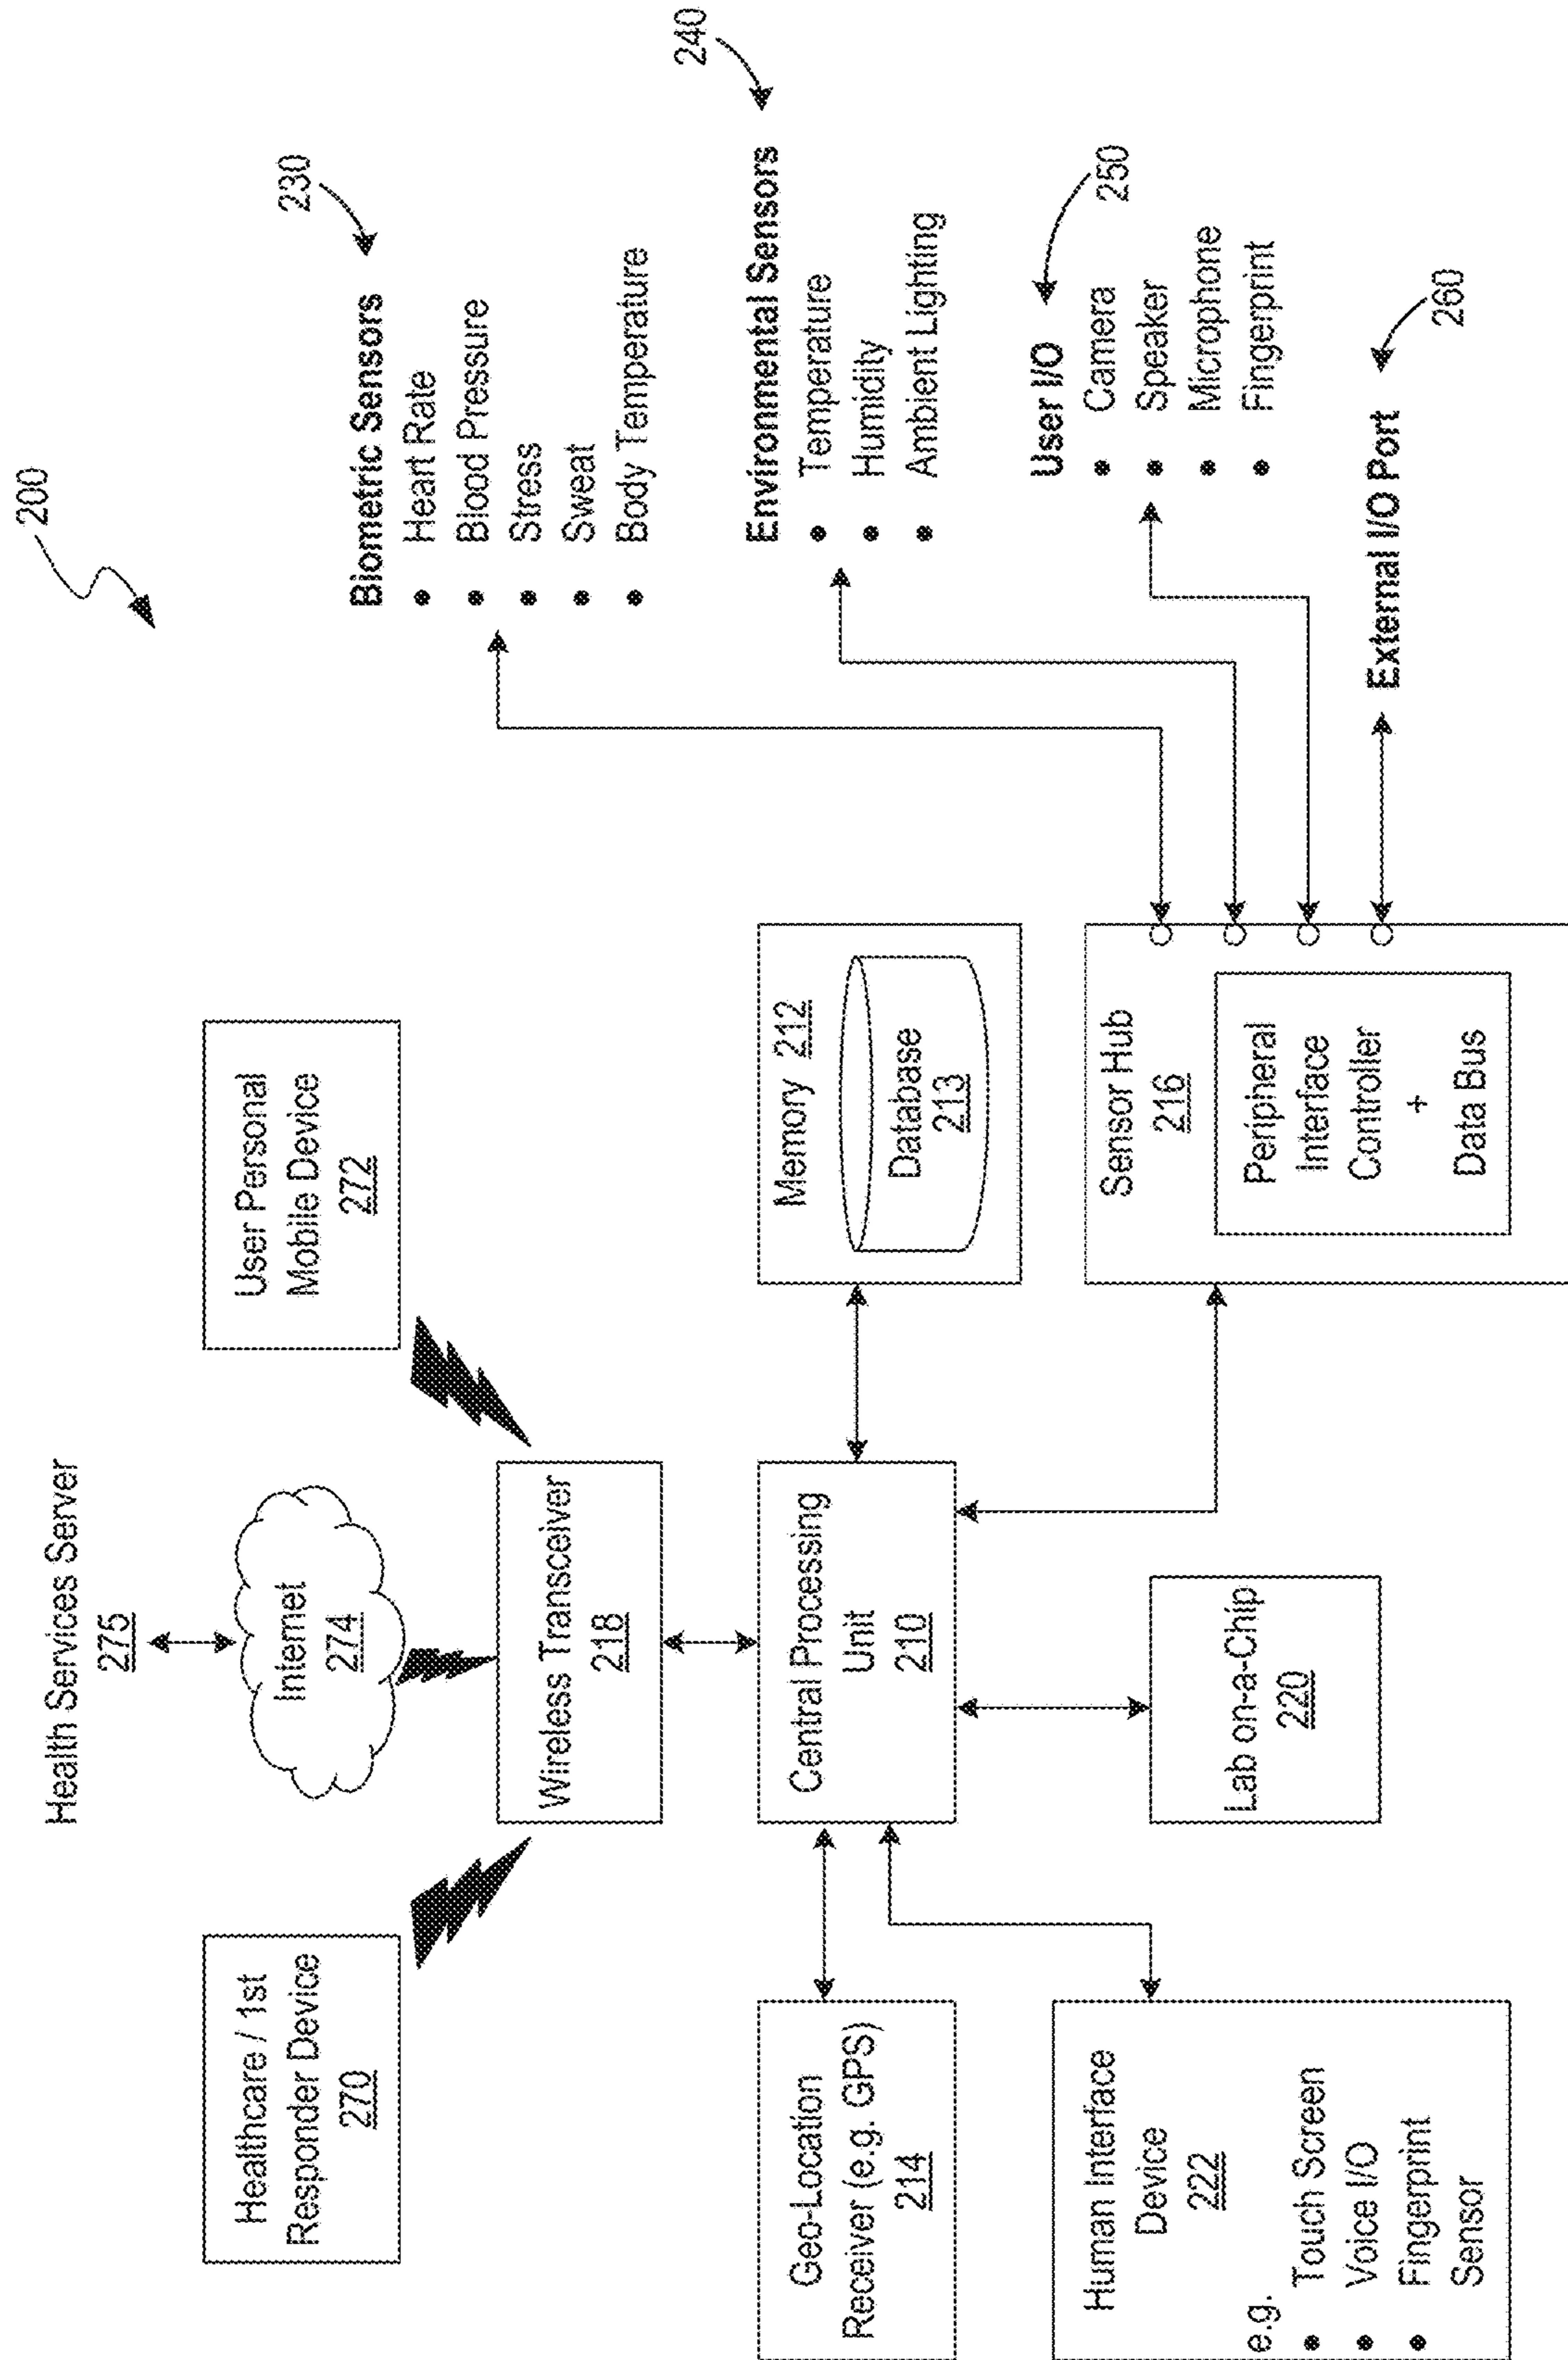 200
Health Services Server
275
Healthcare / 1st
Responder Device
270
Internet
274
User Personal
Mobile Device
272
Wireless Transceiver
218
Geo-Location
Receiver (e.g. GPS)
214
Central Processing
Unit
210
Memory 212
Database
213
Human Interface
Device
222
e.g.
• Touch Screen
• Voice I/O
• Fingerprint
Sensor
Lab on-a-Chip
220
Sensor Hub
216
Peripheral
Interface
Controller
+
Data Bus
230
Biometric Sensors
• Heart Rate
• Blood Pressure
• Stress
• Sweat
• Body Temperature
240
Environmental Sensors
• Temperature
• Humidity
• Ambient Lighting
User I/O
250
• Camera
• Speaker
• Microphone
• Fingerprint
External I/O Port
260